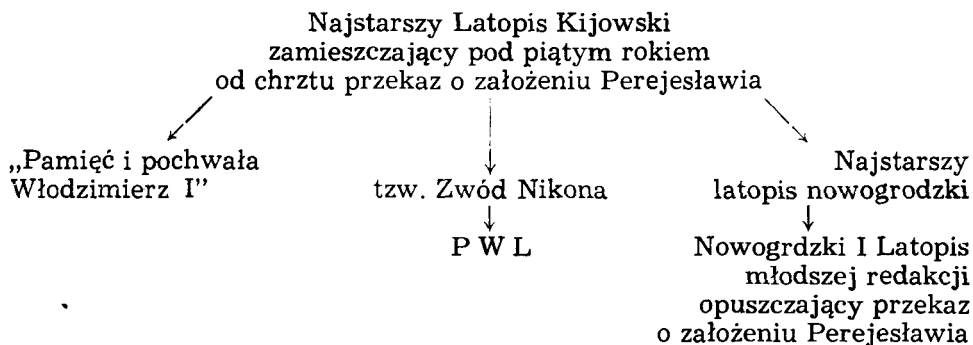 Najstarszy Latopis Kijowski
zamieszczający pod piątym rokiem
od chrztu przekaz o założeniu Perejesławia
„Pamięć i pochwała
Włodzimierz I”
tzw. Zwód Nikona
P W L
Najstarszy
latopis nowogrodzki
Nowogrdzki I Latopis
młodszej redakcji
opuszczający przekaz
o założeniu Perejesławia